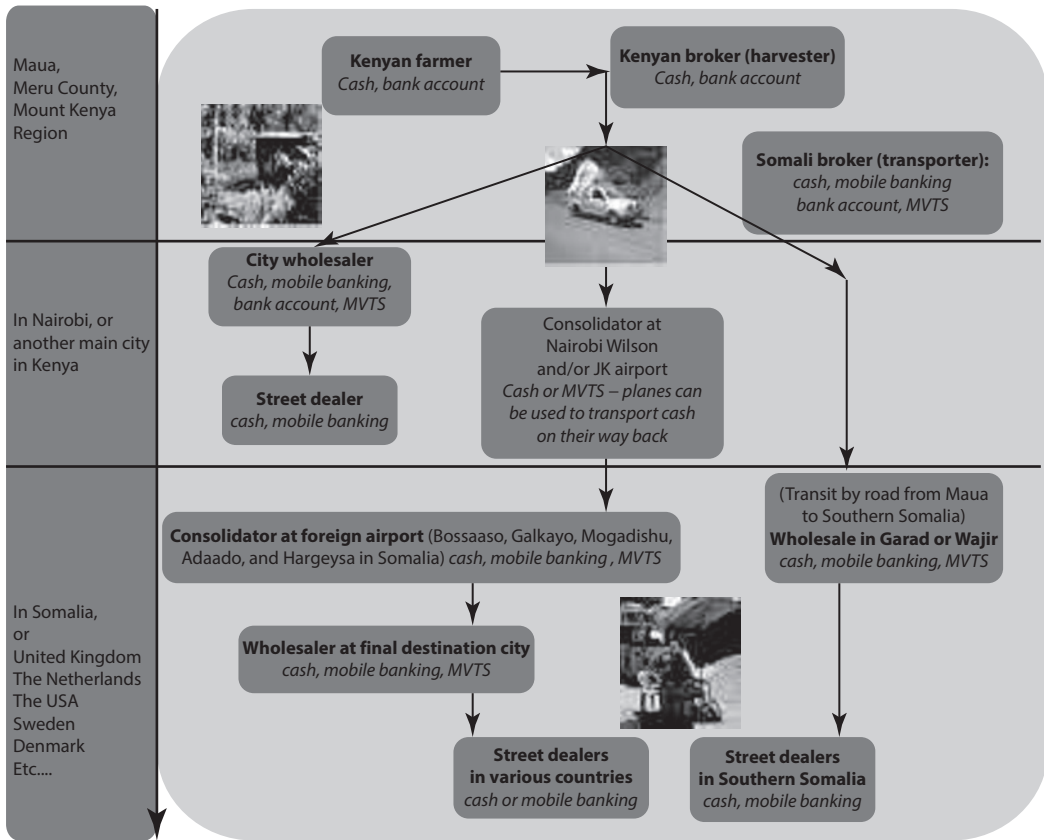 Maua,
Meru County,
Mount Kenya
Region
Kenyan farmer
Cash, bank account
Kenyan broker (harvester)
Cash, bank account
Somali broker (transporter):
cash, mobile banking
bank account, MVTS
In Nairobi, or
another main city
in Kenya
City wholesaler
Cash, mobile banking,
bank account, MVTS
Street dealer
cash, mobile banking
Consolidator at
Nairobi Wilson
and/or JK airport
Cash or MVTS – planes can
be used to transport cash
on their way back
In Somalia,
or
United Kingdom
The Netherlands
The USA
Sweden
Denmark
Etc....
Consolidator at foreign airport (Bossaaso, Galkayo, Mogadishu,
Adaado, and Hargeysa in Somalia) cash, mobile banking , MVTS
Wholesaler at final destination city
cash, mobile banking, MVTS
Street dealers
in various countries
cash or mobile banking
(Transit by road from Maua
to Southern Somalia)
Wholesale in Garad or Wajir
cash, mobile banking, MVTS
Street dealers
in Southern Somalia
cash, mobile banking